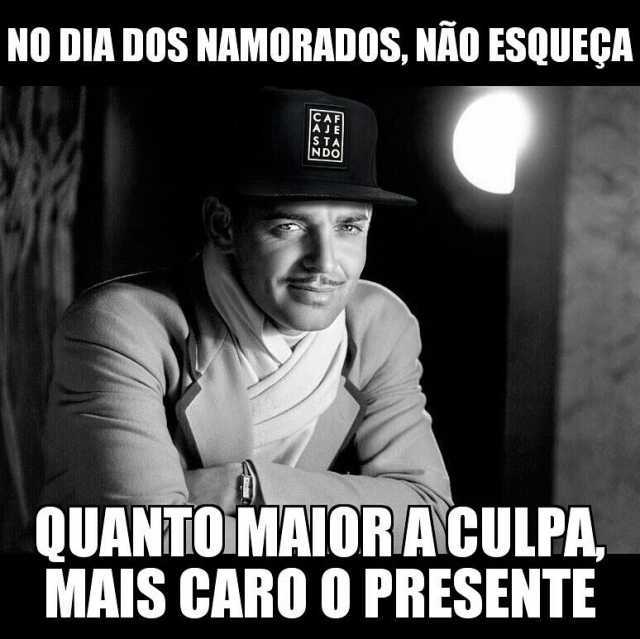 NO DIA DOS NAMORADOS, NÃO ESQUEÇA
CAF
AJE
STA
NDO
QUANTO MAIOR A CULPA,
MAIS CARO O PRESENTE